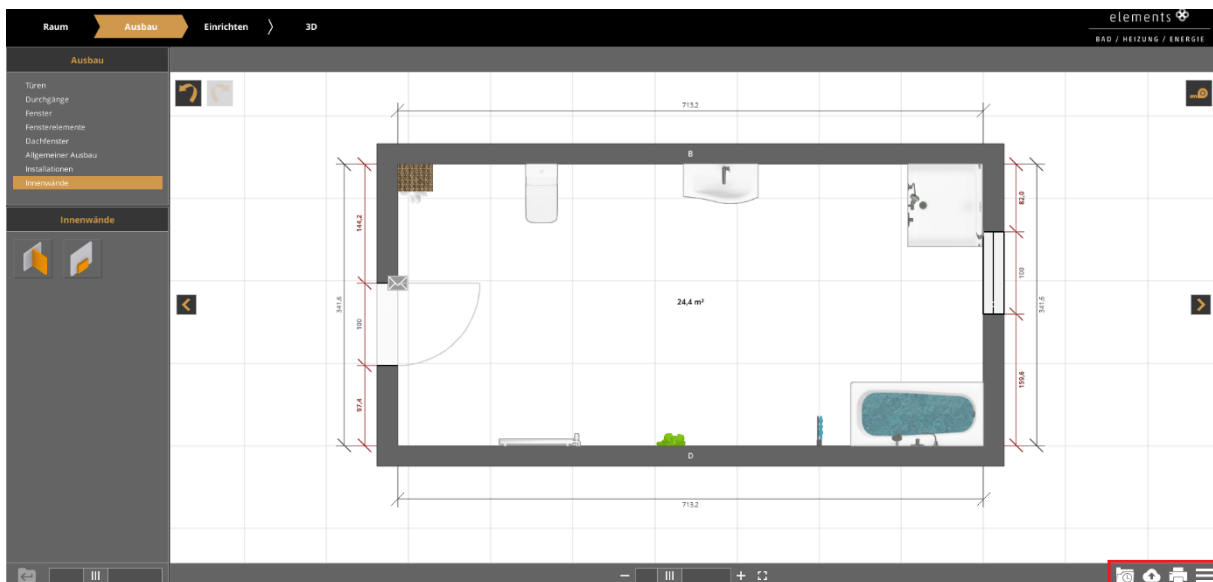 Raum
Ausbau
Einrichten
3D
elements
BAD / HEIZUNG / ENERGIE
Ausbau
Türen
Durchgänge
Fenster
Fensterelemente
Dachfenster
Allgemeiner Ausbau
Installationen
Innenwände
Innenwände
713,2
B
144,2
82,0
341,6
100
24,4 m²
100
341,6
97,4
159,6
D
713,2